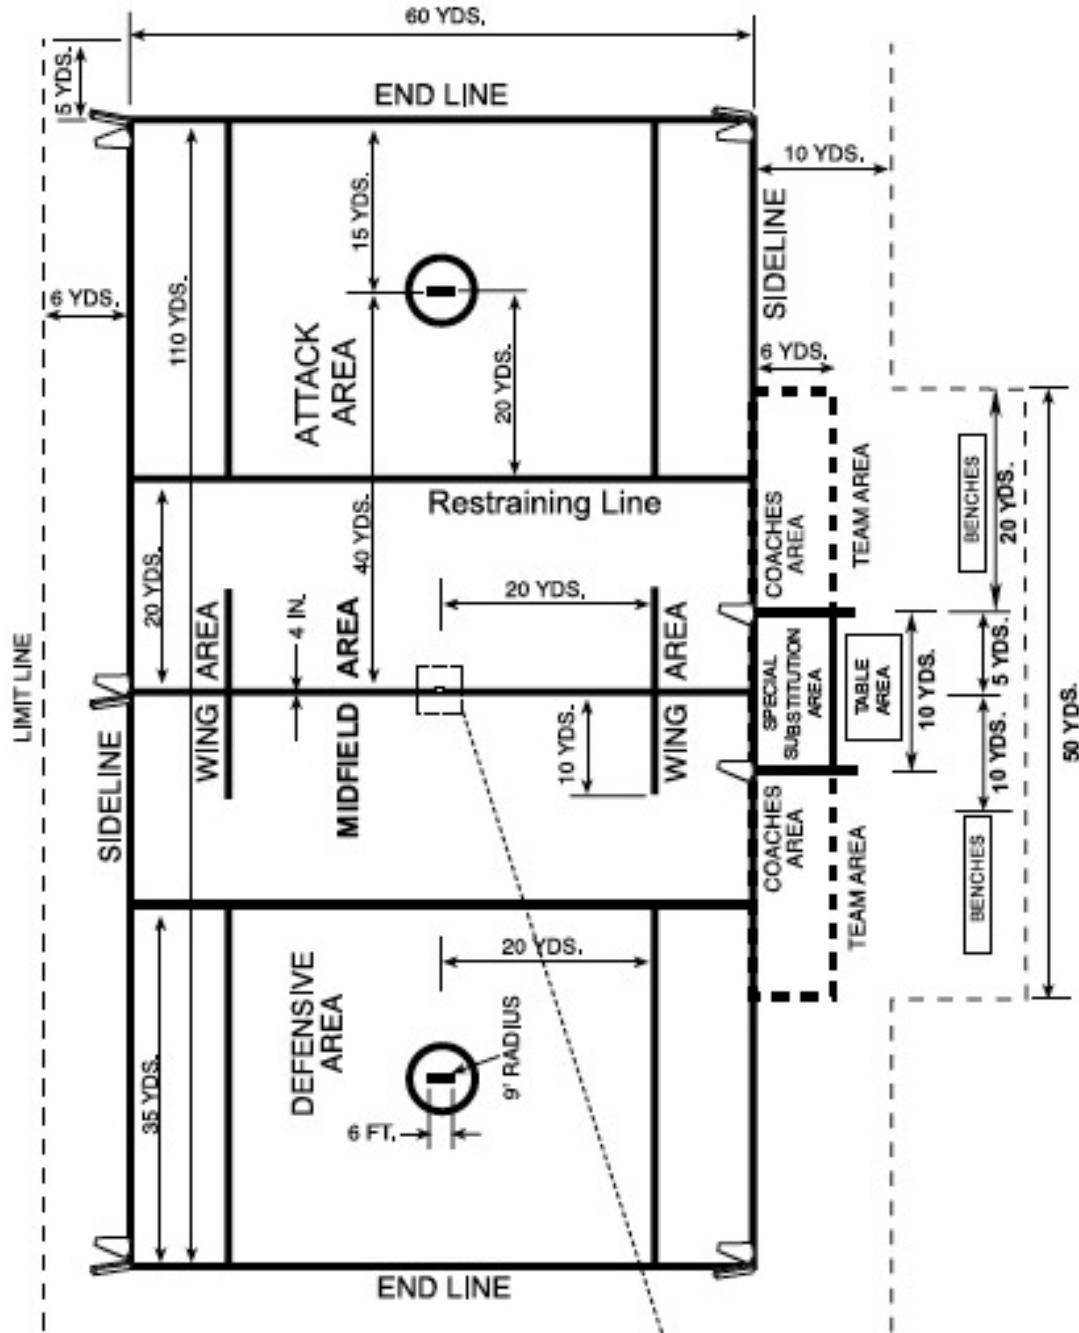 60 YDS.
5 YDS.
END LINE
10 YDS.
15 YDS.
SIDELINE
6 YDS.
110 YDS.
ATTACK
AREA
20 YDS.
6 YDS.
BENCHES
20 YDS.
TEAM AREA
COACHES
AREA
Restraining Line
40 YDS.
20 YDS.
20 YDS.
4 IN.
WING AREA
MIDFIELD AREA
WING AREA
LIMIT LINE
SPECIAL
SUBSTITUTION
AREA
TABLE
AREA
10 YDS.
5 YDS.
10 YDS.
50 YDS.
10 YDS.
SIDELINE
COACHES
AREA
TEAM AREA
BENCHES
20 YDS.
DEFENSIVE
AREA
9' RADIUS
35 YDS.
6 FT.
END LINE